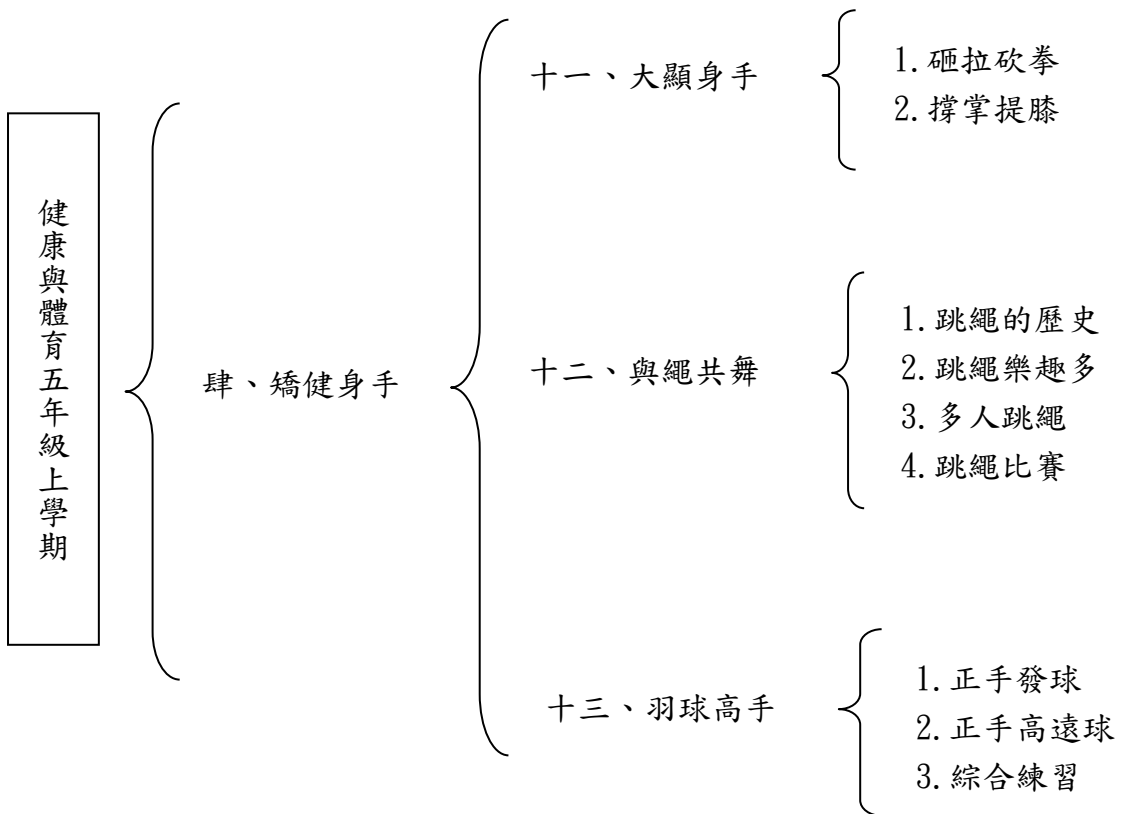 健康與體育五年級上學期
肆、矯健身手
十一、大顯身手
1.砸拉砍拳
2.撐掌提膝
十二、與繩共舞
1.跳繩的歷史
2.跳繩樂趣多
3.多人跳繩
4.跳繩比賽
十三、羽球高手
1.正手發球
2.正手高遠球
3.綜合練習